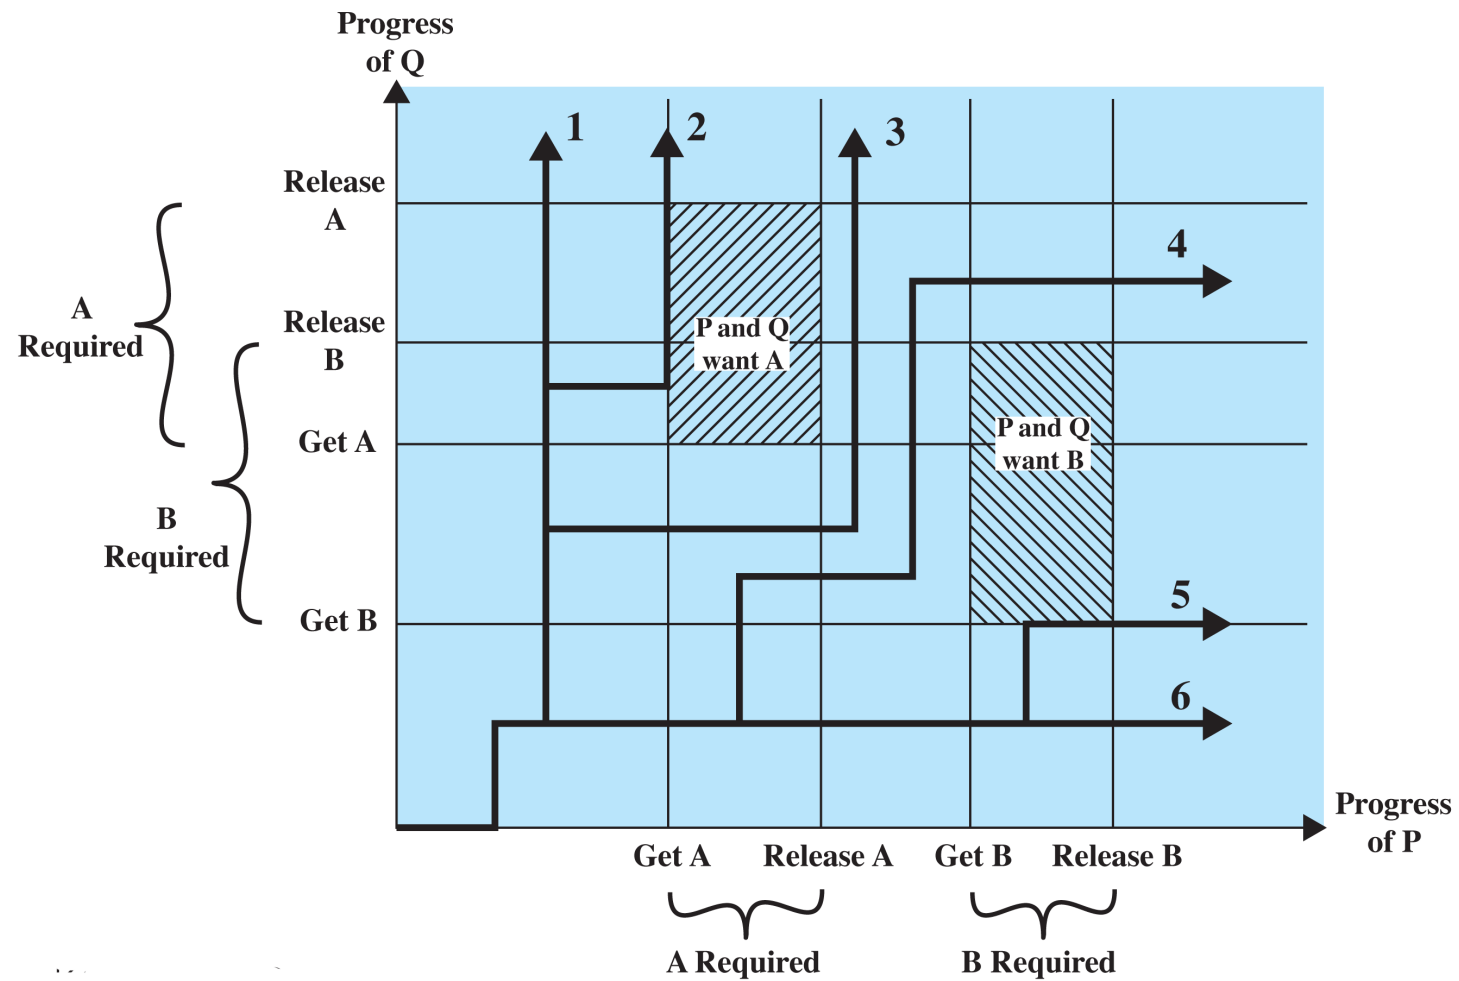 Progress
of Q
1
2
3
Release
A
4
A
Required
Release
B
P and Q
want A
Get A
P and Q
want B
B
Required
Get B
5
6
Progress
of P
Get A
Release A
Get B
Release B
A Required
B Required